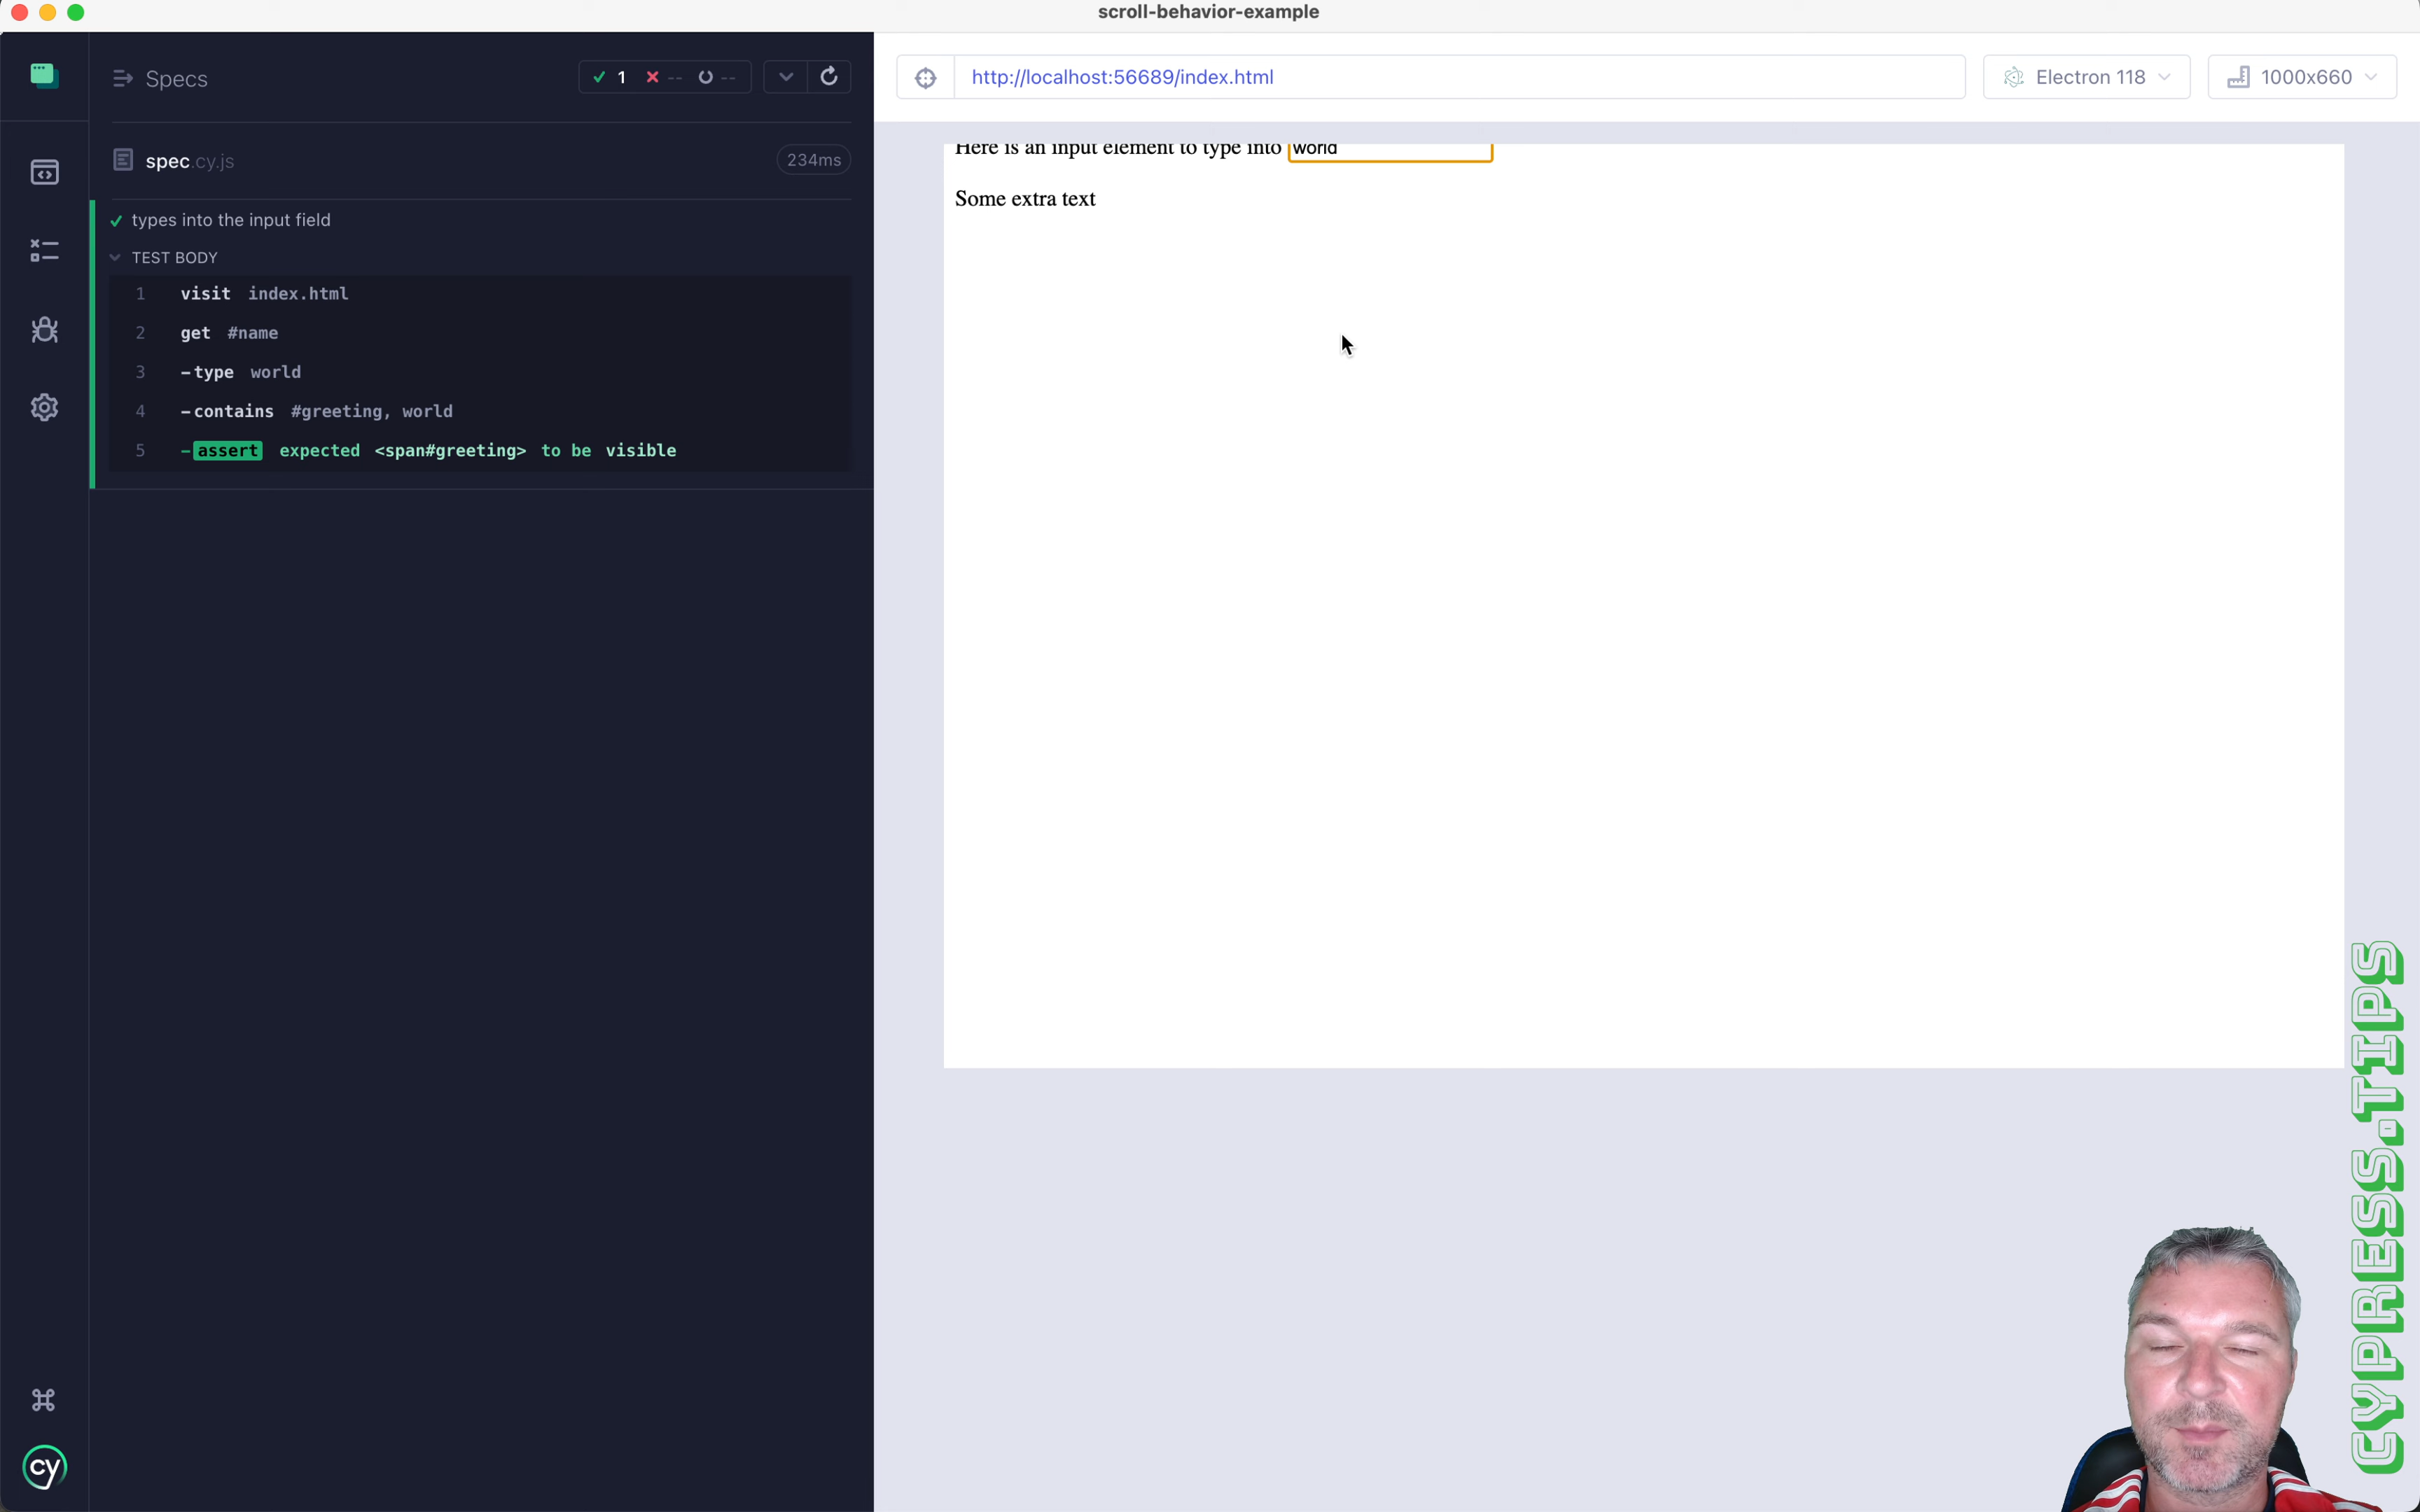 scroll-behavior-example
Specs
1 -- --
http://localhost:56689/index.html
Electron 118
1000x660
spec.cy.js
234ms
Here is an input element to type into world
Some extra text
types into the input field
TEST BODY
1 visit index.html
2 get #name
3 -type world
4 -contains #greeting, world
5 -assert expected <span#greeting> to be visible
cy
CYPRESS.TIPS